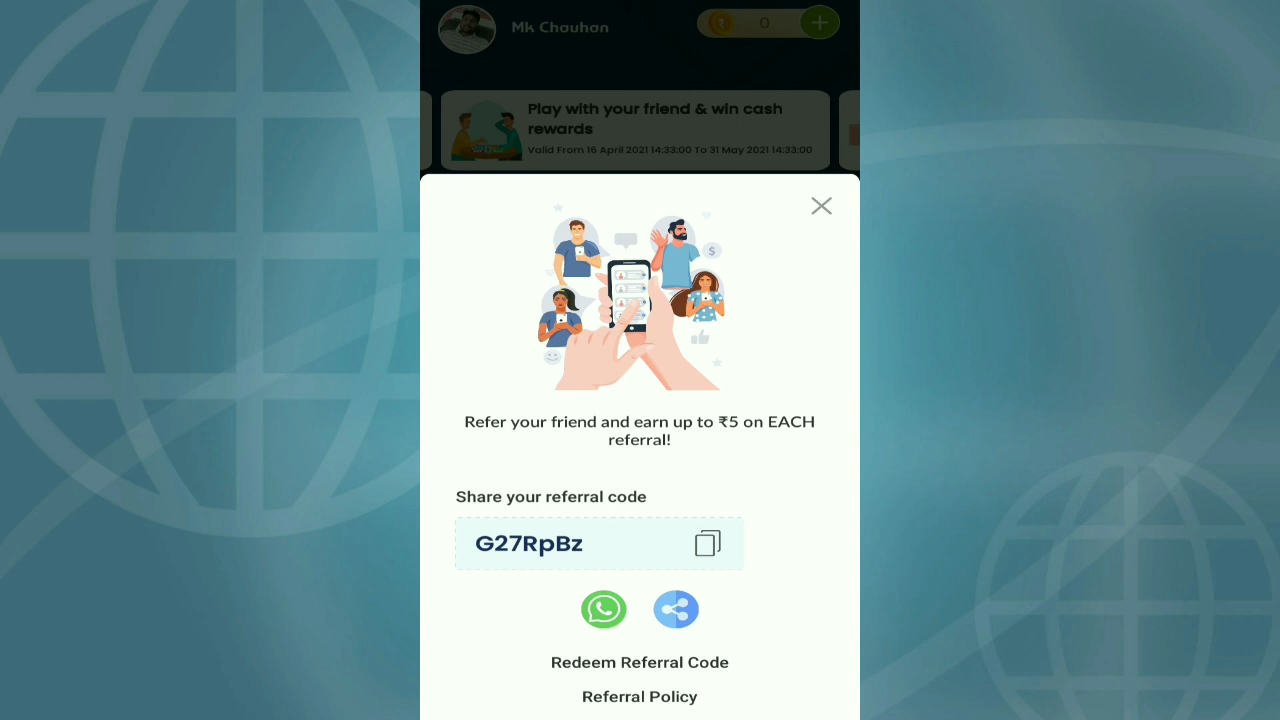 Mk Chauhan
0
Play with your friend & win cash
rewards
Valid From 16 April 2021 14:33:00 To 31 May 2021 14:33:00
Refer your friend and earn up to ₹5 on EACH
referral!
Share your referral code
G27RpBz
Redeem Referral Code
Referral Policy